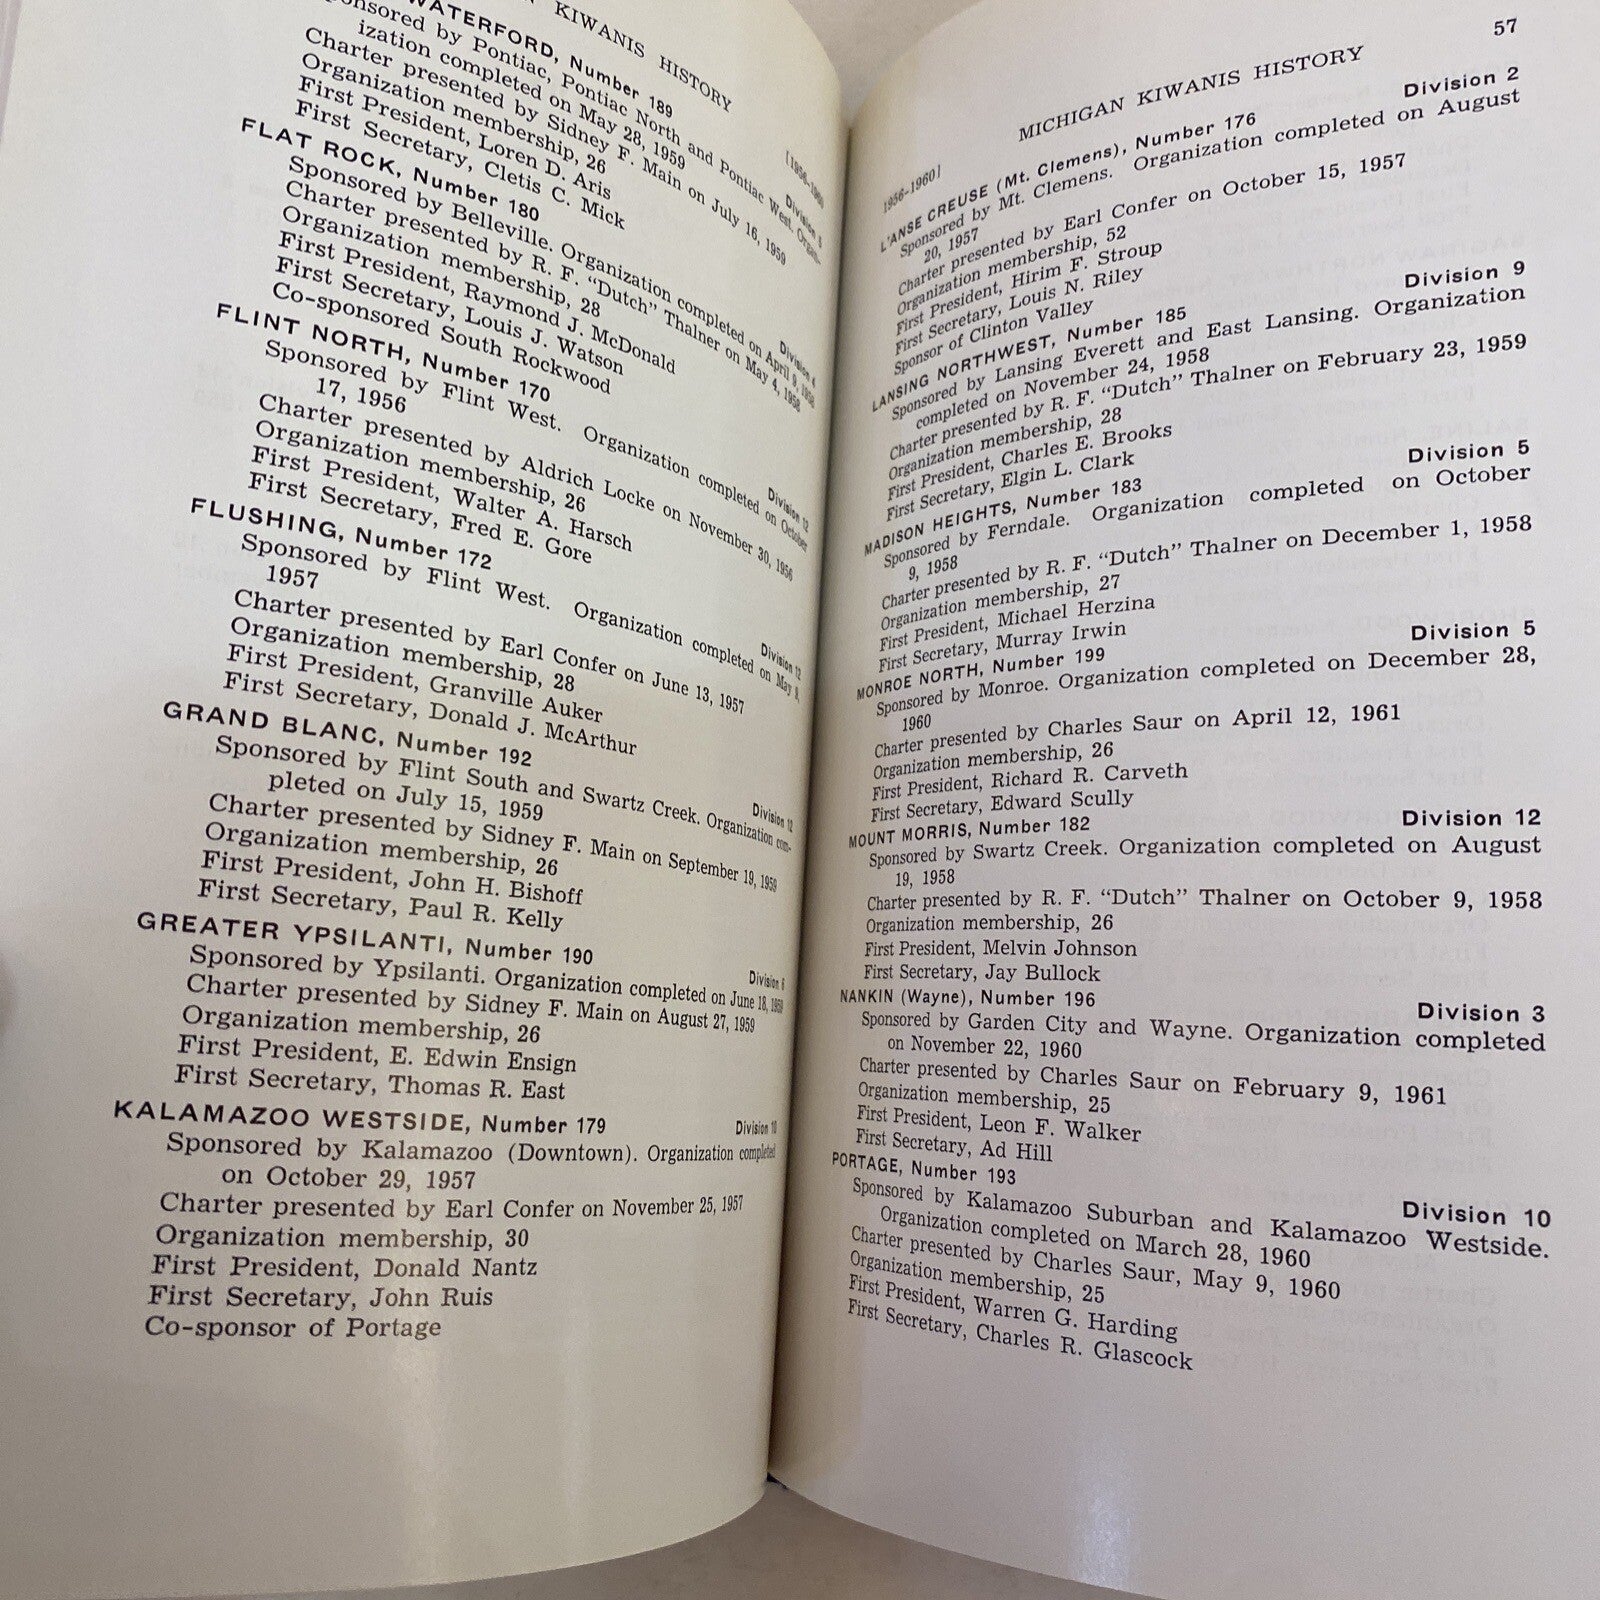 N KIWANIS HISTORY
[1956-1960
WATERFORD, Number 189
Division 5
Sponsored by Pontiac, Pontiac North and Pontiac West. Organ-
ization completed on May 28, 1959
Charter presented by Sidney F. Main on July 16, 1959
Organization membership, 26
First President, Loren D. Aris
First Secretary, Cletis C. Mick
FLAT ROCK, Number 180
Division 4
Sponsored by Belleville. Organization completed on April 9, 1958
Charter presented by R. F. “Dutch” Thalner on May 4, 1958
Organization membership, 28
First President, Raymond J. McDonald
First Secretary, Louis J. Watson
Co-sponsored South Rockwood
FLINT NORTH, Number 170
Division 12
Sponsored by Flint West. Organization completed on October
17, 1956
Charter presented by Aldrich Locke on November 30, 1956
Organization membership, 26
First President, Walter A. Harsch
First Secretary, Fred E. Gore
FLUSHING, Number 172
Division 12
Sponsored by Flint West. Organization completed on May 8,
1957
Charter presented by Earl Confer on June 13, 1957
Organization membership, 28
First President, Granville Auker
First Secretary, Donald J. McArthur
GRAND BLANC, Number 192
Division 12
Sponsored by Flint South and Swartz Creek. Organization com-
pleted on July 15, 1959
Charter presented by Sidney F. Main on September 19, 1959
Organization membership, 26
First President, John H. Bishoff
First Secretary, Paul R. Kelly
GREATER YPSILANTI, Number 190
Division 6
Sponsored by Ypsilanti. Organization completed on June 18, 1959
Charter presented by Sidney F. Main on August 27, 1959
Organization membership, 26
First President, E. Edwin Ensign
First Secretary, Thomas R. East
KALAMAZOO WESTSIDE, Number 179
Division 10
Sponsored by Kalamazoo (Downtown). Organization completed
on October 29, 1957
Charter presented by Earl Confer on November 25, 1957
Organization membership, 30
First President, Donald Nantz
First Secretary, John Ruis
Co-sponsor of Portage
57
MICHIGAN KIWANIS HISTORY
1956-1960]
Division 2
L'ANSE CREUSE (Mt. Clemens), Number 176
Sponsored by Mt. Clemens. Organization completed on August
20, 1957
Charter presented by Earl Confer on October 15, 1957
Organization membership, 52
First President, Hirim F. Stroup
First Secretary, Louis N. Riley
Sponsor of Clinton Valley
Division 9
LANSING NORTHWEST, Number 185
Sponsored by Lansing Everett and East Lansing. Organization
completed on November 24, 1958
Charter presented by R. F. “Dutch” Thalner on February 23, 1959
Organization membership, 28
First President, Charles E. Brooks
First Secretary, Elgin L. Clark
Division 5
MADISON HEIGHTS, Number 183
Sponsored by Ferndale. Organization completed on October
9, 1958
Charter presented by R. F. “Dutch” Thalner on December 1, 1958
Organization membership, 27
First President, Michael Herzina
First Secretary, Murray Irwin
Division 5
MONROE NORTH, Number 199
Sponsored by Monroe. Organization completed on December 28,
1960
Charter presented by Charles Saur on April 12, 1961
Organization membership, 26
First President, Richard R. Carveth
First Secretary, Edward Scully
Division 12
MOUNT MORRIS, Number 182
Sponsored by Swartz Creek. Organization completed on August
19, 1958
Charter presented by R. F. “Dutch” Thalner on October 9, 1958
Organization membership, 26
First President, Melvin Johnson
First Secretary, Jay Bullock
NANKIN (Wayne), Number 196
Division 3
Sponsored by Garden City and Wayne. Organization completed
on November 22, 1960
Charter presented by Charles Saur on February 9, 1961
Organization membership, 25
First President, Leon F. Walker
First Secretary, Ad Hill
PORTAGE, Number 193
Division 10
Sponsored by Kalamazoo Suburban and Kalamazoo Westside.
Organization completed on March 28, 1960
Charter presented by Charles Saur, May 9, 1960
Organization membership, 25
First President, Warren G. Harding
First Secretary, Charles R. Glascock